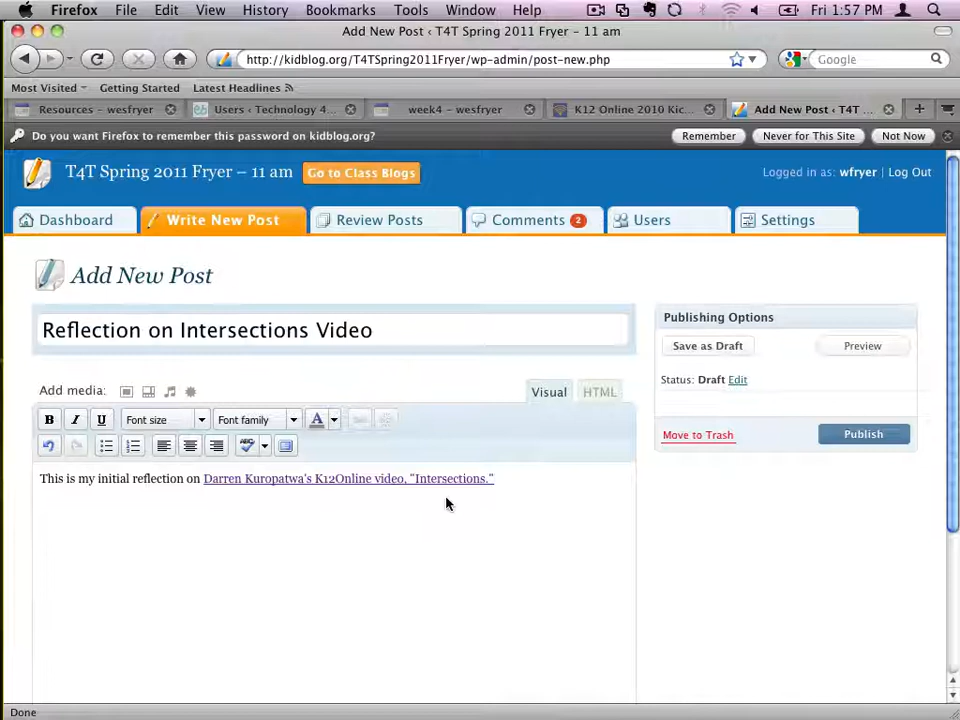 Firefox File Edit View History Bookmarks Tools Window Help Fri 1:57 PM
Add New Post ‹ T4T Spring 2011 Fryer – 11 am
http://kidblog.org/T4TSpring2011Fryer/wp-admin/post-new.php Google
Most Visited Getting Started Latest Headlines
Resources – wesfryer Users ‹ Technology 4... week4 – wesfryer K12 Online 2010 Kic... Add New Post ‹ T4T ...
Do you want Firefox to remember this password on kidblog.org? Remember Never for This Site Not Now
T4T Spring 2011 Fryer – 11 am Go to Class Blogs Logged in as: wfryer | Log Out
Dashboard Write New Post Review Posts Comments 2 Users Settings
Add New Post
Reflection on Intersections Video
Publishing Options
Save as Draft Preview
Status: Draft Edit
Move to Trash Publish
Add media: Visual HTML
B I U Font size Font family A
ABC
This is my initial reflection on Darren Kuropatwa's K12Online video, "Intersections."
Done